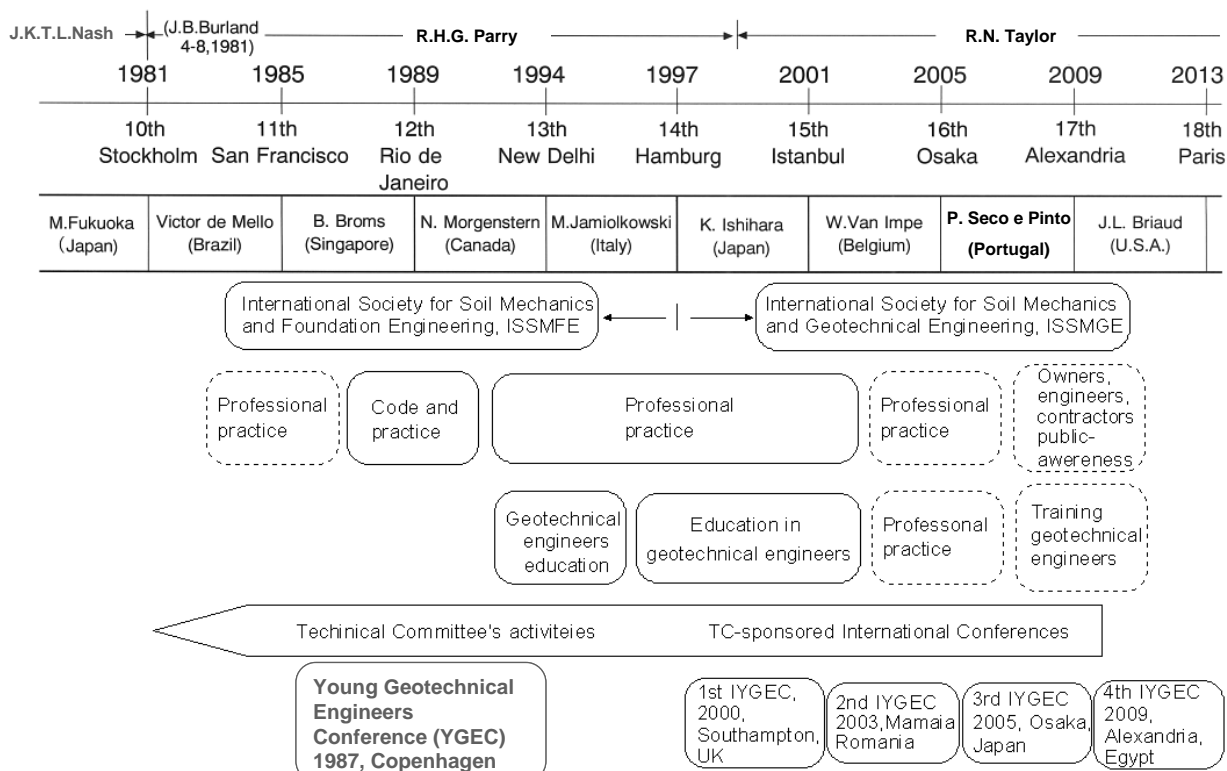 J.K.T.L.Nash
(J.B.Burland
4-8,1981)
R.H.G. Parry
R.N. Taylor
1981 1985 1989 1994 1997 2001 2005 2009 2013
10th 11th 12th 13th 14th 15th 16th 17th 18th
Stockholm San Francisco Rio de New Delhi Hamburg Istanbul Osaka Alexandria Paris
Janeiro
M.Fukuoka
(Japan)
Victor de Mello
(Brazil)
B. Broms
(Singapore)
N. Morgenstern
(Canada)
M.Jamiolkowski
(Italy)
K. Ishihara
(Japan)
W.Van Impe
(Belgium)
P. Seco e Pinto
(Portugal)
J.L. Briaud
(U.S.A.)
International Society for Soil Mechanics
and Foundation Engineering, ISSMFE
International Society for Soil Mechanics
and Geotechnical Engineering, ISSMGE
Professional
practice
Code and
practice
Professional
practice
Professional
practice
Owners,
engineers,
contractors
public-
awereness
Geotechnical
engineers
education
Education in
geotechnical engineers
Professonal
practice
Training
geotechnical
engineers
Techinical Committee's activiteies
TC-sponsored International Conferences
Young Geotechnical
Engineers
Conference (YGEC)
1987, Copenhagen
1st IYGEC,
2000,
Southampton,
UK
2nd IYGEC
2003,Mamaia
Romania
3rd IYGEC
2005, Osaka,
Japan
4th IYGEC
2009,
Alexandria,
Egypt